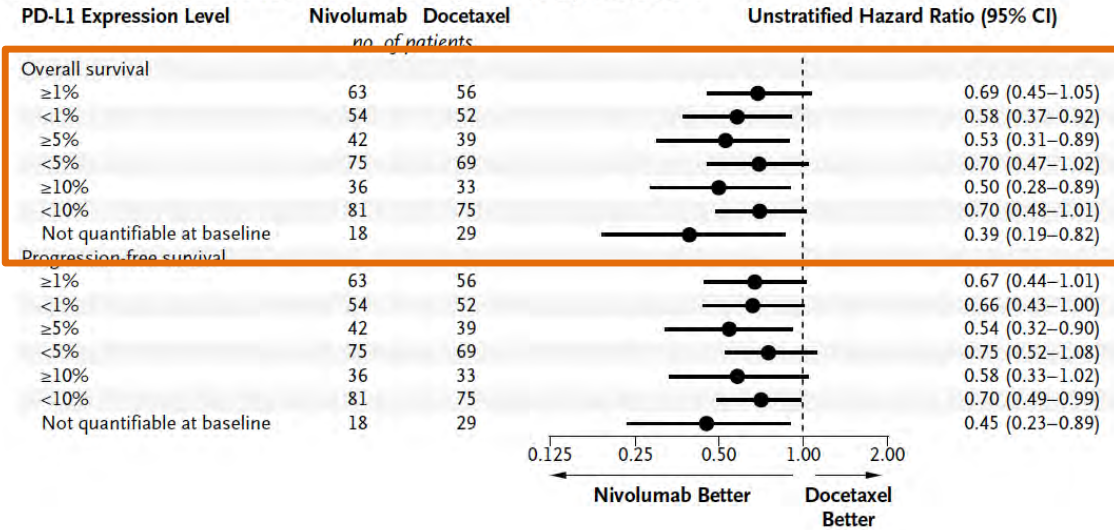 PD-L1 Expression Level Nivolumab Docetaxel Unstratified Hazard Ratio (95% CI)
no. of patients
Overall survival
≥1% 63 56 0.69 (0.45–1.05)
<1% 54 52 0.58 (0.37–0.92)
≥5% 42 39 0.53 (0.31–0.89)
<5% 75 69 0.70 (0.47–1.02)
≥10% 36 33 0.50 (0.28–0.89)
<10% 81 75 0.70 (0.48–1.01)
Not quantifiable at baseline 18 29 0.39 (0.19–0.82)
Progression-free survival
≥1% 63 56 0.67 (0.44–1.01)
<1% 54 52 0.66 (0.43–1.00)
≥5% 42 39 0.54 (0.32–0.90)
<5% 75 69 0.75 (0.52–1.08)
≥10% 36 33 0.58 (0.33–1.02)
<10% 81 75 0.70 (0.49–0.99)
Not quantifiable at baseline 18 29 0.45 (0.23–0.89)
0.125 0.25 0.50 1.00 2.00
Nivolumab Better Docetaxel
Better